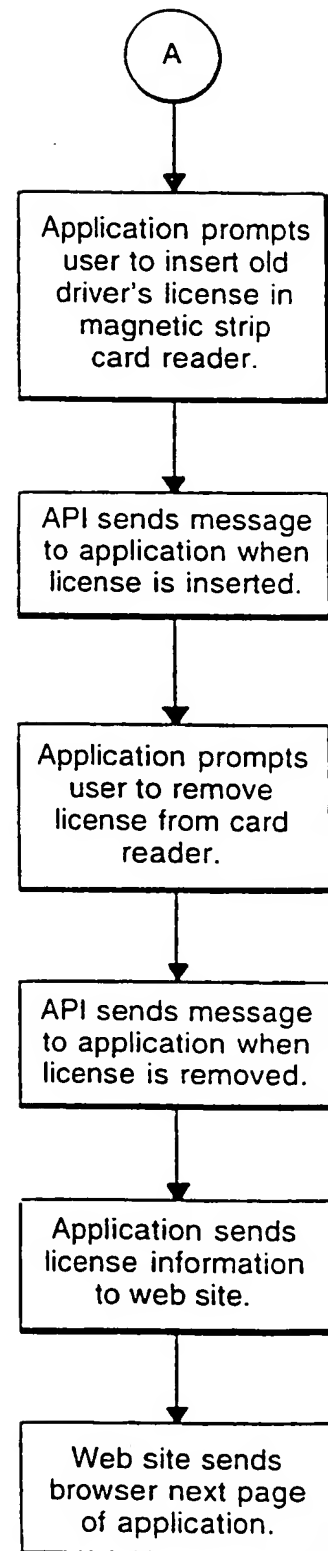 A
Application prompts
user to insert old
driver's license in
magnetic strip
card reader.
API sends message
to application when
license is inserted.
Application prompts
user to remove
license from card
reader.
API sends message
to application when
license is removed.
Application sends
license information
to web site.
Web site sends
browser next page
of application.